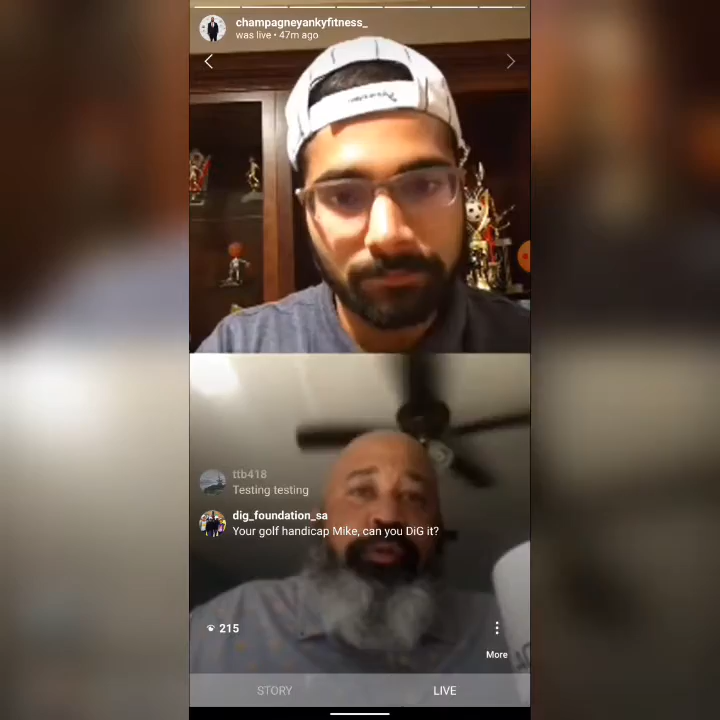 champagneyankyfitness_
was live • 47m ago
ttb418
Testing testing
dig_foundation_sa
Your golf handicap Mike, can you DiG it?
215
More
STORY
LIVE